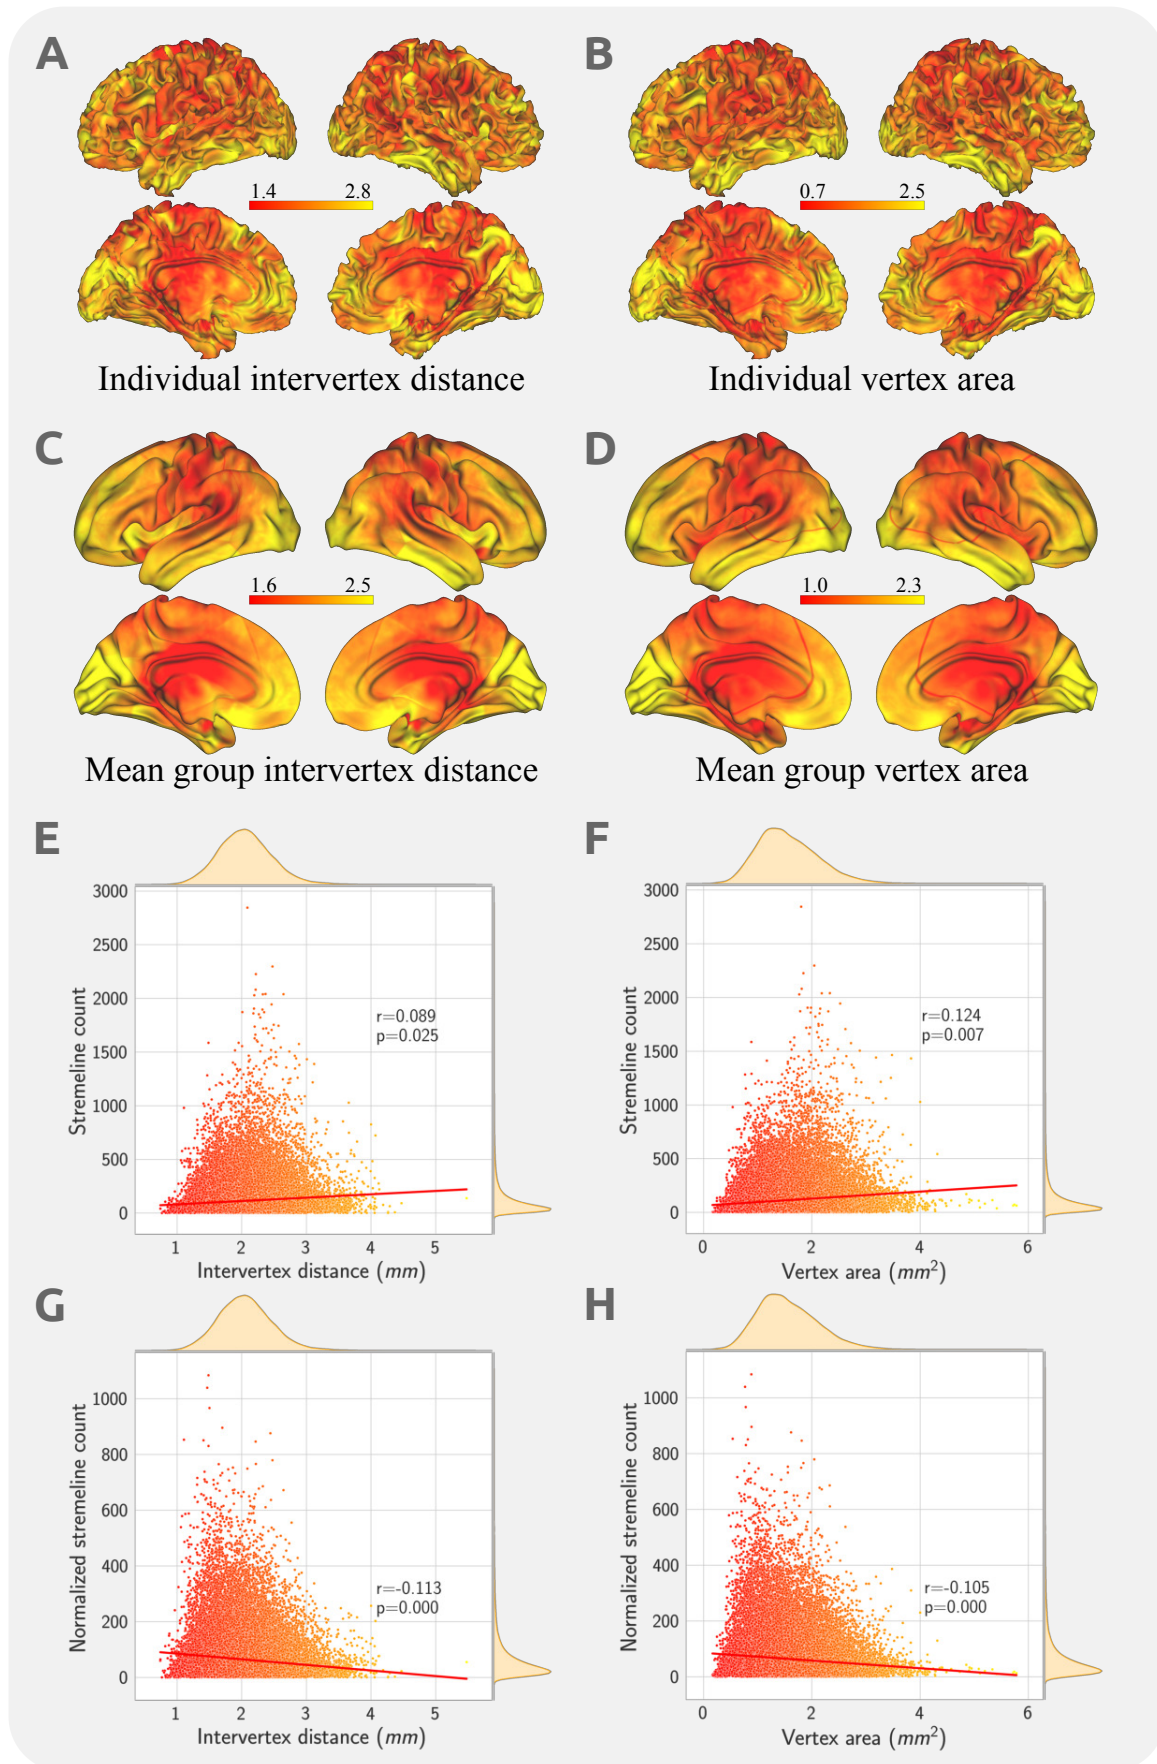 A
B
1.4 2.8
0.7 2.5
Individual intervertex distance
Individual vertex area
C
D
1.6 2.5
1.0 2.3
Mean group intervertex distance
Mean group vertex area
E
3000
2500
2000
1500
1000
500
0
Stremeline count
r=0.089
p=0.025
1 2 3 4 5
Intervertex distance (mm)
F
3000
2500
2000
1500
1000
500
0
Stremeline count
r=0.124
p=0.007
0 2 4 6
Vertex area (mm²)
G
1000
800
600
400
200
0
Normalized stremeline count
r=-0.113
p=0.000
1 2 3 4 5
Intervertex distance (mm)
H
1000
800
600
400
200
0
Normalized stremeline count
r=-0.105
p=0.000
0 2 4 6
Vertex area (mm²)